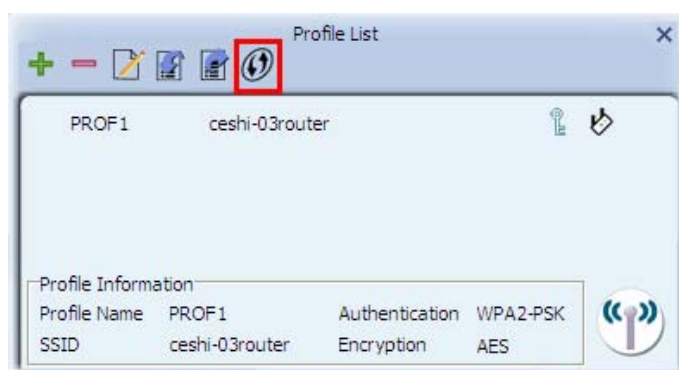 Profile List
PROF1 ceshi-03router
Profile Information
Profile Name PROF1 Authentication WPA2-PSK
SSID ceshi-03router Encryption AES